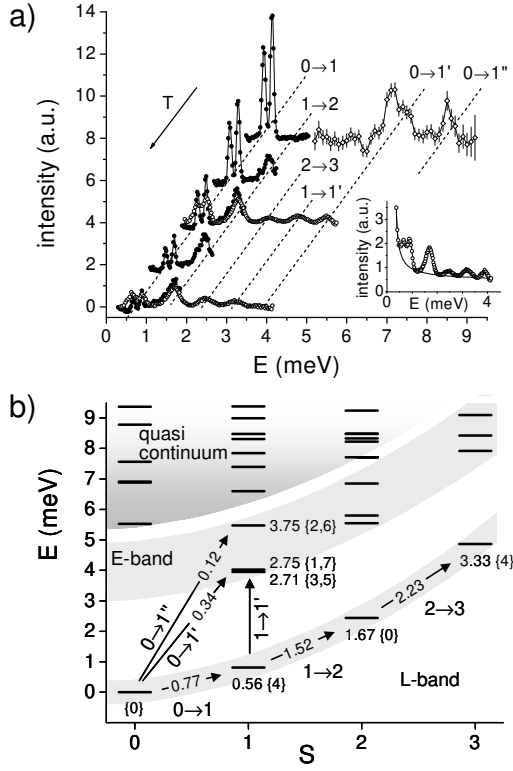 a)
14
12
10
8
6
4
2
0
intensity (a.u.)
T
0→1
1→2
2→3
1→1'
0→1'
0→1"
3
2
1
0
intensity (a.u.)
0 2 4
E (meV)
0 1 2 3 4 5 6 7 8 9
E (meV)
b)
9
8
7
6
5
4
3
2
1
0
E (meV)
quasi
continuum
E-band
3.75 {2,6}
2.75 {1,7}
2.71 {3,5}
0.12
0.34
0→1"
0→1'
1→1'
3.33 {4}
2.23
2→3
1.67 {0}
1.52
1→2
0.77
0.56 {4}
{0}
0→1
L-band
0 1 2 3
S